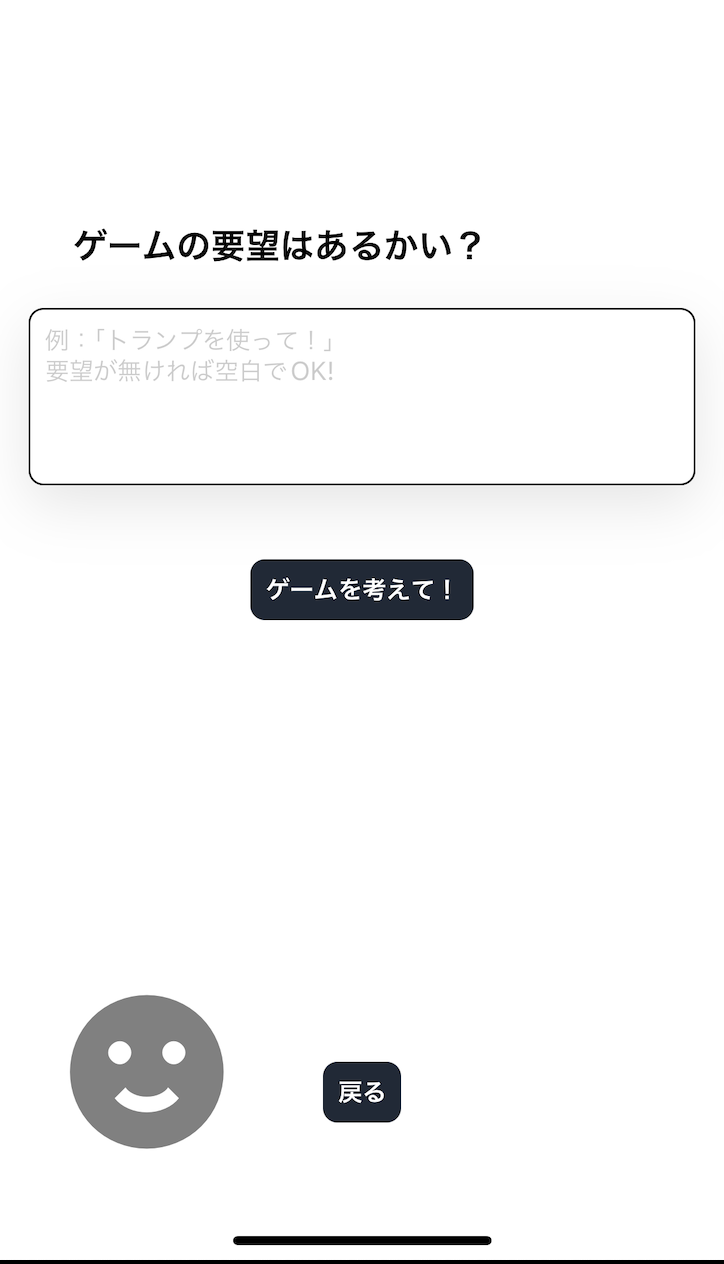 ゲームの要望はあるかい？
例：「トランプを使って！」
要望が無ければ空白でOK!
ゲームを考えて！
戻る